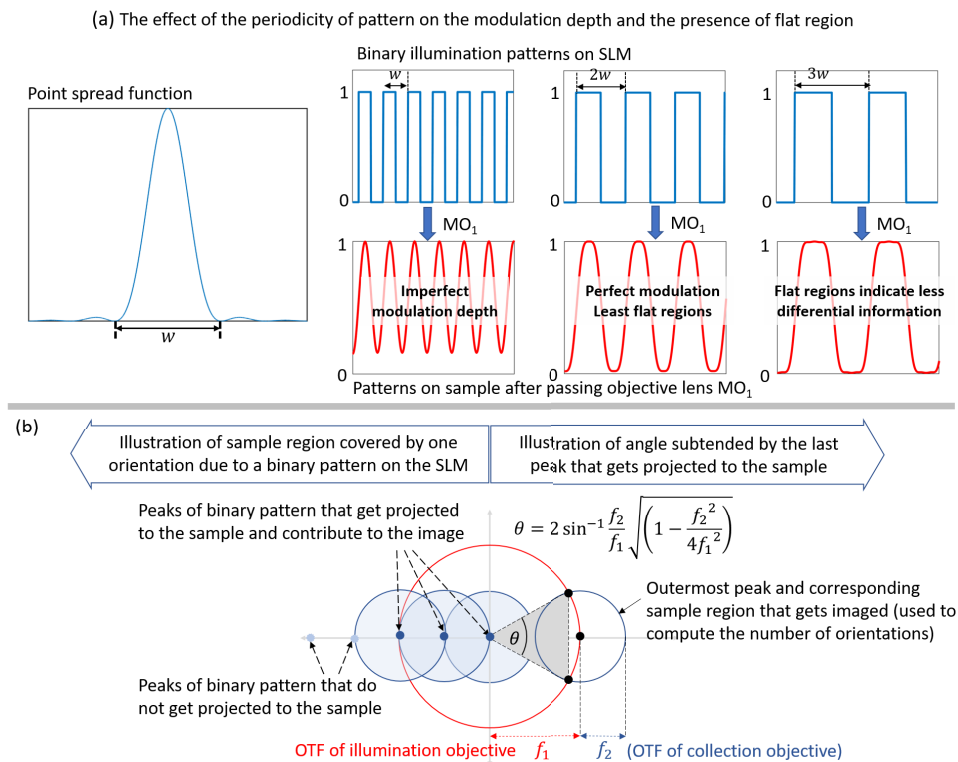 (a) The effect of the periodicity of pattern on the modulation depth and the presence of flat region
Binary illumination patterns on SLM
Point spread function
w
1
0
w
MO₁
1
0
Imperfect
modulation depth
2w
1
0
MO₁
1
0
Perfect modulation
Least flat regions
3w
1
0
MO₁
1
0
Flat regions indicate less
differential information
Patterns on sample after passing objective lens MO₁
(b)
Illustration of sample region covered by one
orientation due to a binary pattern on the SLM
Illustration of angle subtended by the last
peak that gets projected to the sample
Peaks of binary pattern that get projected
to the sample and contribute to the image
θ = 2 sin⁻¹ f₂/f₁ √(1 − f₂²/4f₁²)
Outermost peak and corresponding
sample region that gets imaged (used to
compute the number of orientations)
θ
Peaks of binary pattern that do
not get projected to the sample
OTF of illumination objective f₁ f₂ (OTF of collection objective)